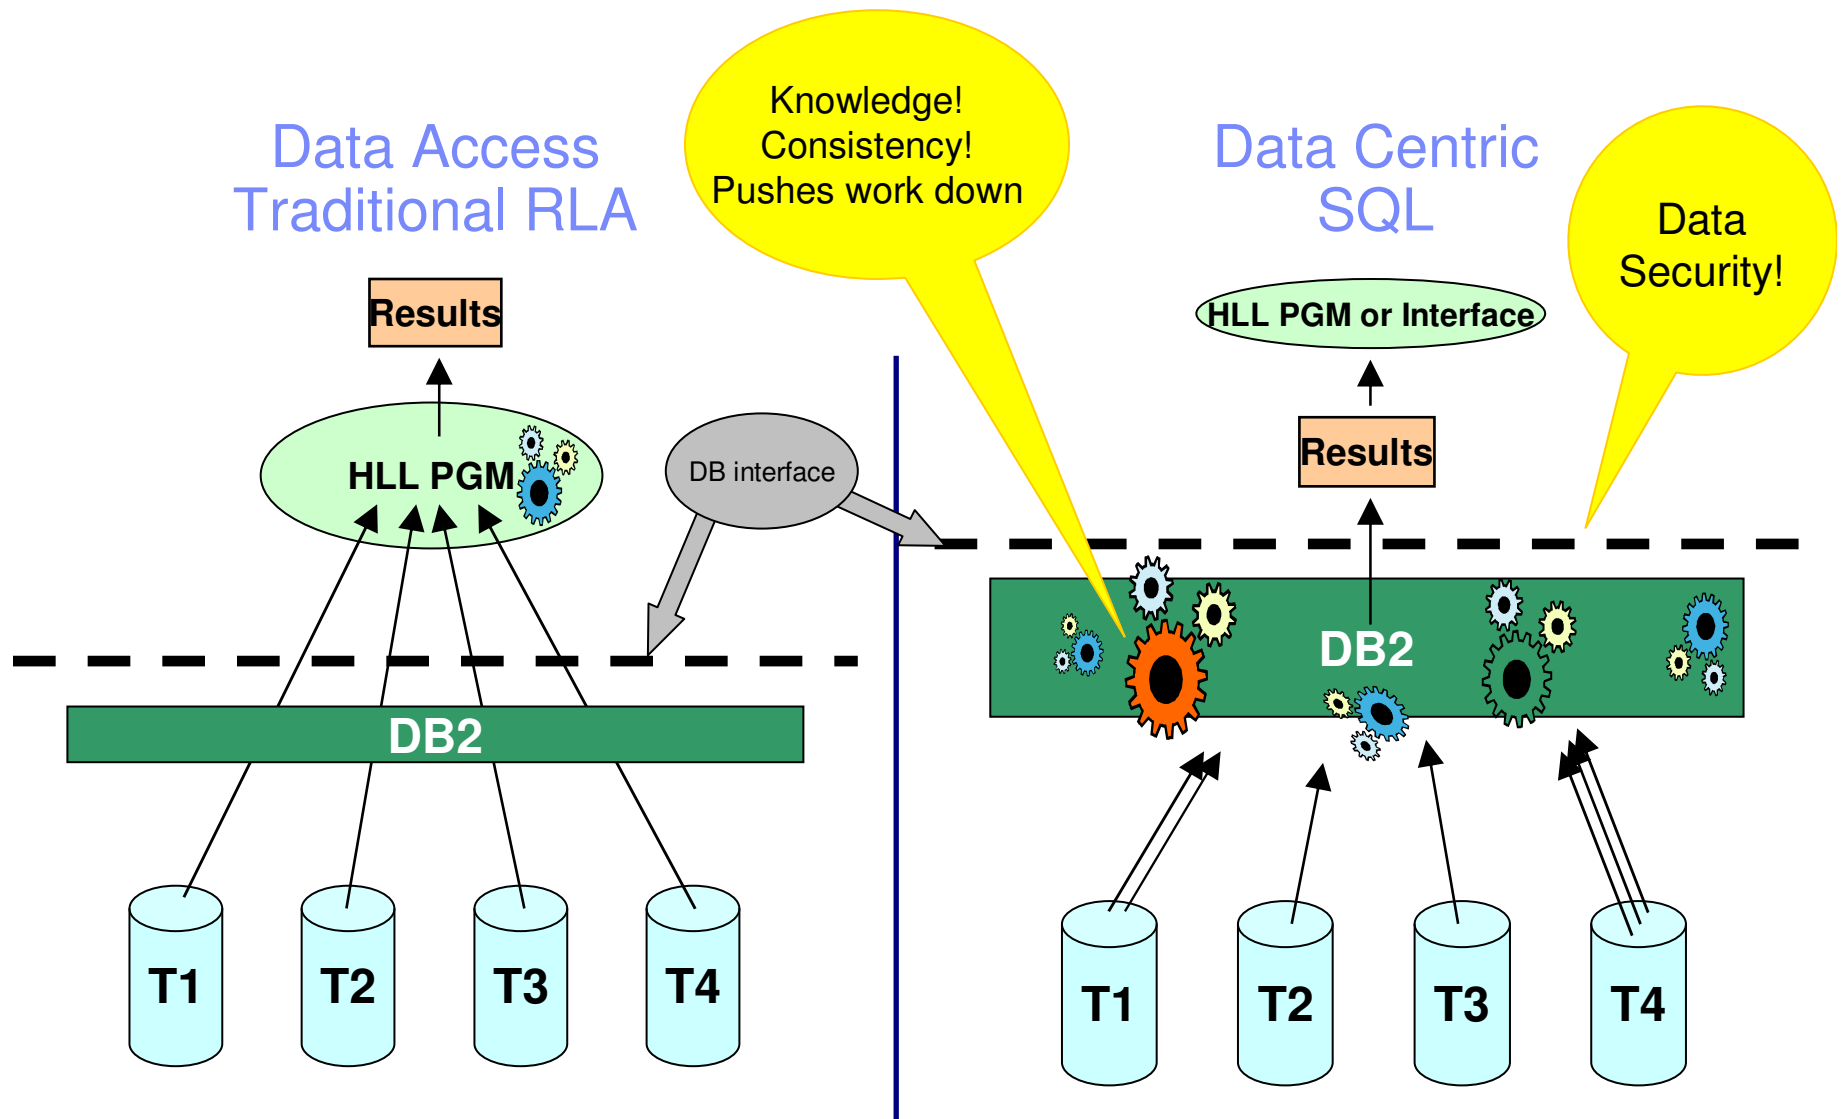 Data Access
Traditional RLA
Results
HLL PGM
DB interface
DB2
T1
T2
T3
T4
Knowledge!
Consistency!
Pushes work down
Data Centric
SQL
Data
Security!
HLL PGM or Interface
Results
DB2
T1
T2
T3
T4